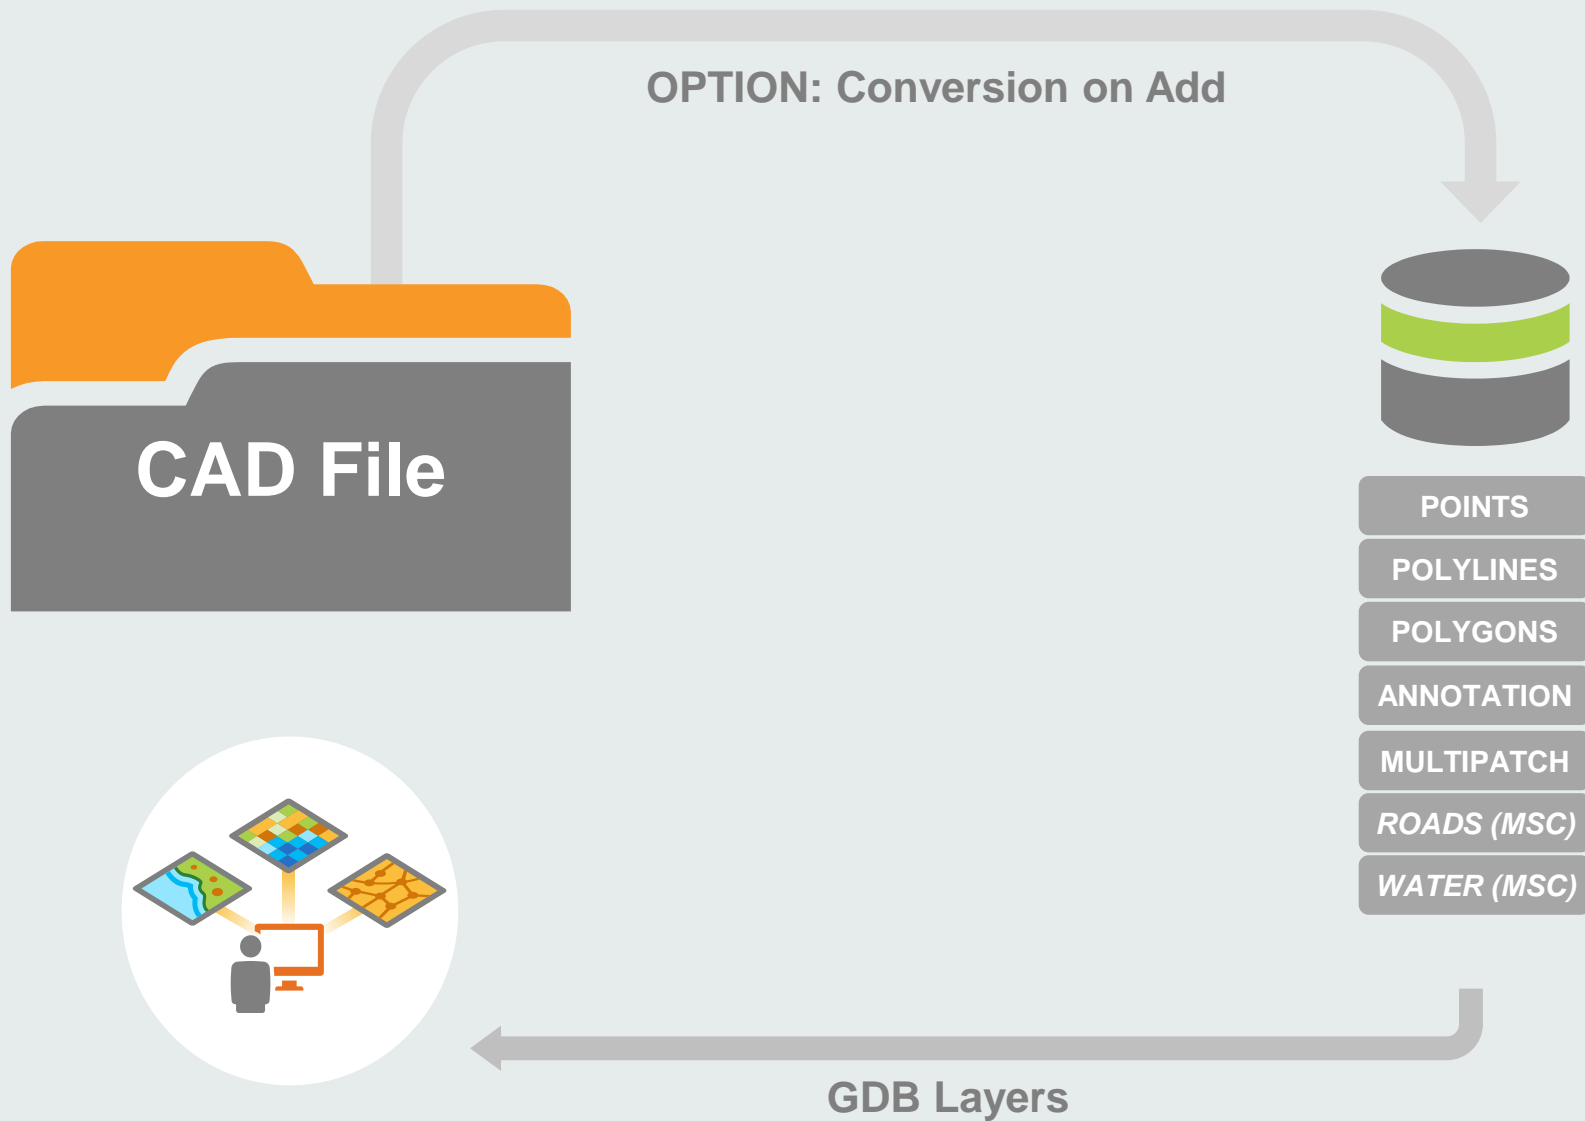 OPTION: Conversion on Add
CAD File
POINTS
POLYLINES
POLYGONS
ANNOTATION
MULTIPATCH
ROADS (MSC)
WATER (MSC)
GDB Layers